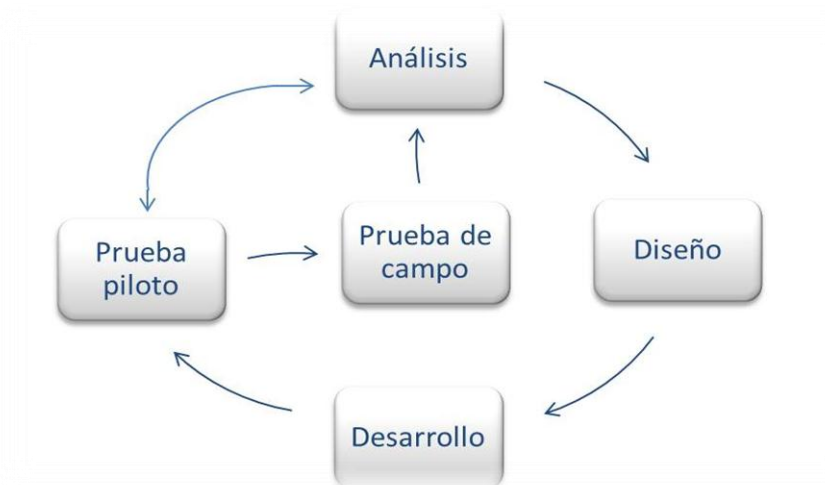 Análisis
Prueba
piloto
Prueba de
campo
Diseño
Desarrollo